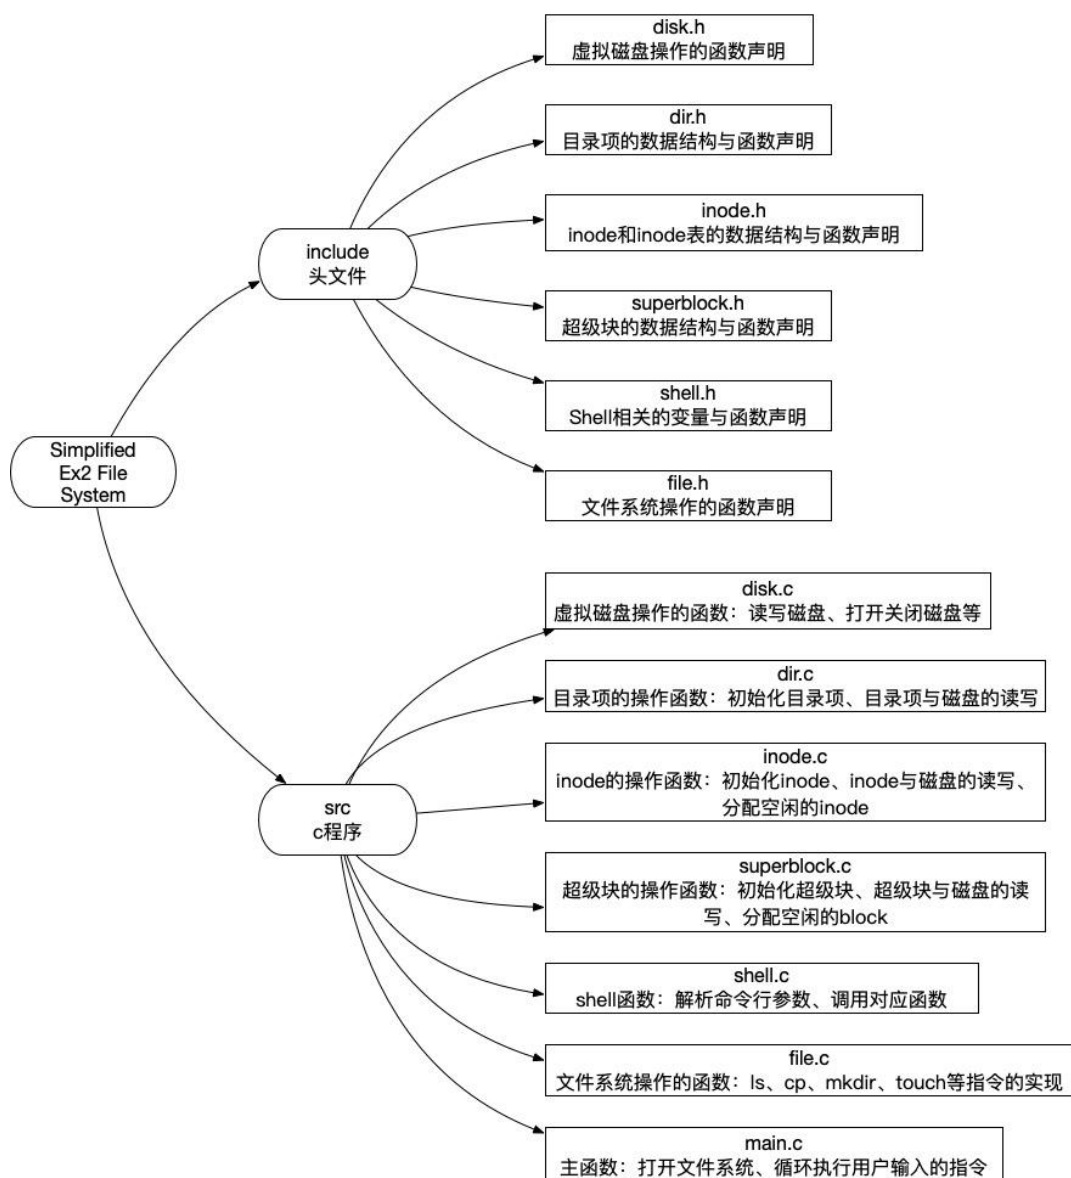 Simplified
Ex2 File
System
include
头文件
disk.h
虚拟磁盘操作的函数声明
dir.h
目录项的数据结构与函数声明
inode.h
inode和inode表的数据结构与函数声明
superblock.h
超级块的数据结构与函数声明
shell.h
Shell相关的变量与函数声明
file.h
文件系统操作的函数声明
src
c程序
disk.c
虚拟磁盘操作的函数：读写磁盘、打开关闭磁盘等
dir.c
目录项的操作函数：初始化目录项、目录项与磁盘的读写
inode.c
inode的操作函数：初始化inode、inode与磁盘的读写、
分配空闲的inode
superblock.c
超级块的操作函数：初始化超级块、超级块与磁盘的读
写、分配空闲的block
shell.c
shell函数：解析命令行参数、调用对应函数
file.c
文件系统操作的函数：ls、cp、mkdir、touch等指令的实现
main.c
主函数：打开文件系统、循环执行用户输入的指令